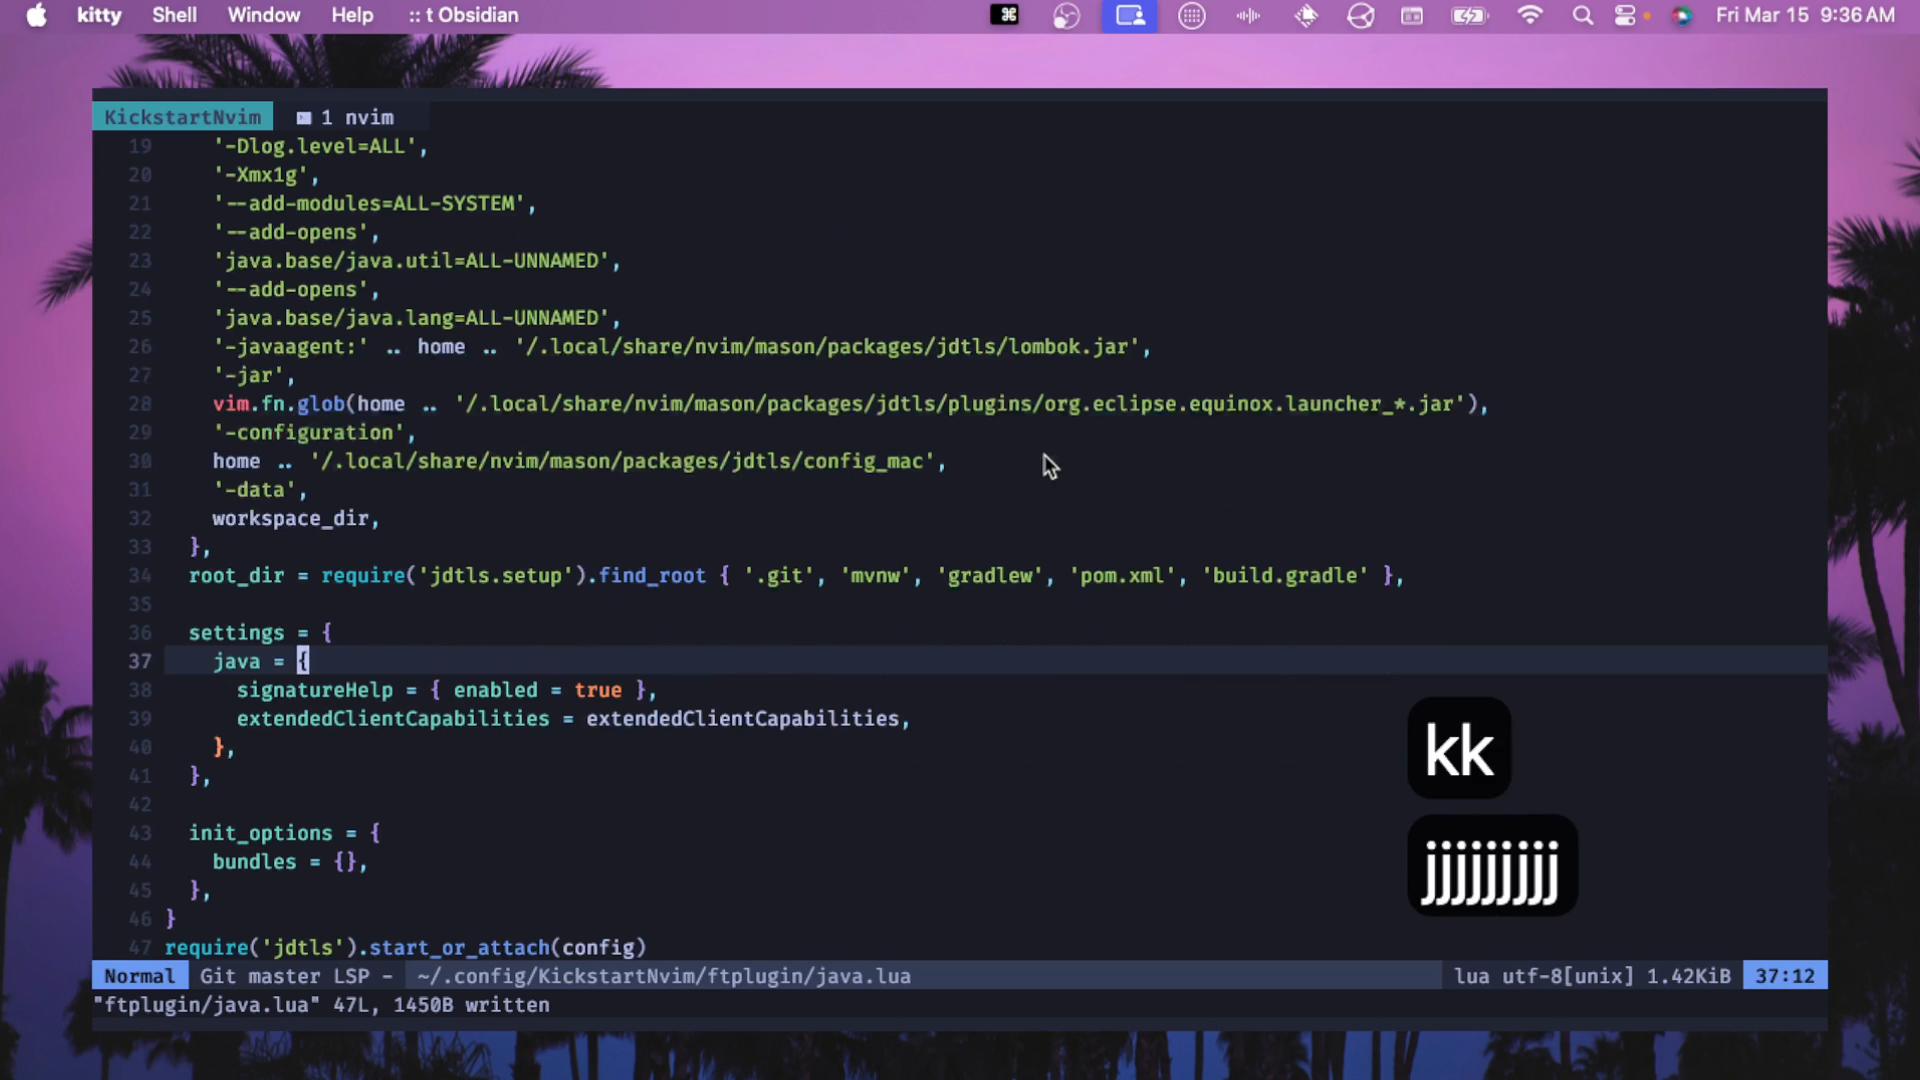 kitty Shell Window Help :: t Obsidian Fri Mar 15 9:36 AM
KickstartNvim 1 nvim
19 '-Dlog.level=ALL',
20 '-Xmx1g',
21 '--add-modules=ALL-SYSTEM',
22 '--add-opens',
23 'java.base/java.util=ALL-UNNAMED',
24 '--add-opens',
25 'java.base/java.lang=ALL-UNNAMED',
26 '-javaagent:' .. home .. '/.local/share/nvim/mason/packages/jdtls/lombok.jar',
27 '-jar',
28 vim.fn.glob(home .. '/.local/share/nvim/mason/packages/jdtls/plugins/org.eclipse.equinox.launcher_*.jar'),
29 '-configuration',
30 home .. '/.local/share/nvim/mason/packages/jdtls/config_mac',
31 '-data',
32 workspace_dir,
33 },
34 root_dir = require('jdtls.setup').find_root { '.git', 'mvnw', 'gradlew', 'pom.xml', 'build.gradle' },
35
36 settings = {
37 java = {
38 signatureHelp = { enabled = true },
39 extendedClientCapabilities = extendedClientCapabilities,
40 },
41 },
42
43 init_options = {
44 bundles = {},
45 },
46 }
47 require('jdtls').start_or_attach(config)
kk
jjjjjjjjj
Normal Git master LSP - ~/.config/KickstartNvim/ftplugin/java.lua lua utf-8[unix] 1.42KiB 37:12
"ftplugin/java.lua" 47L, 1450B written